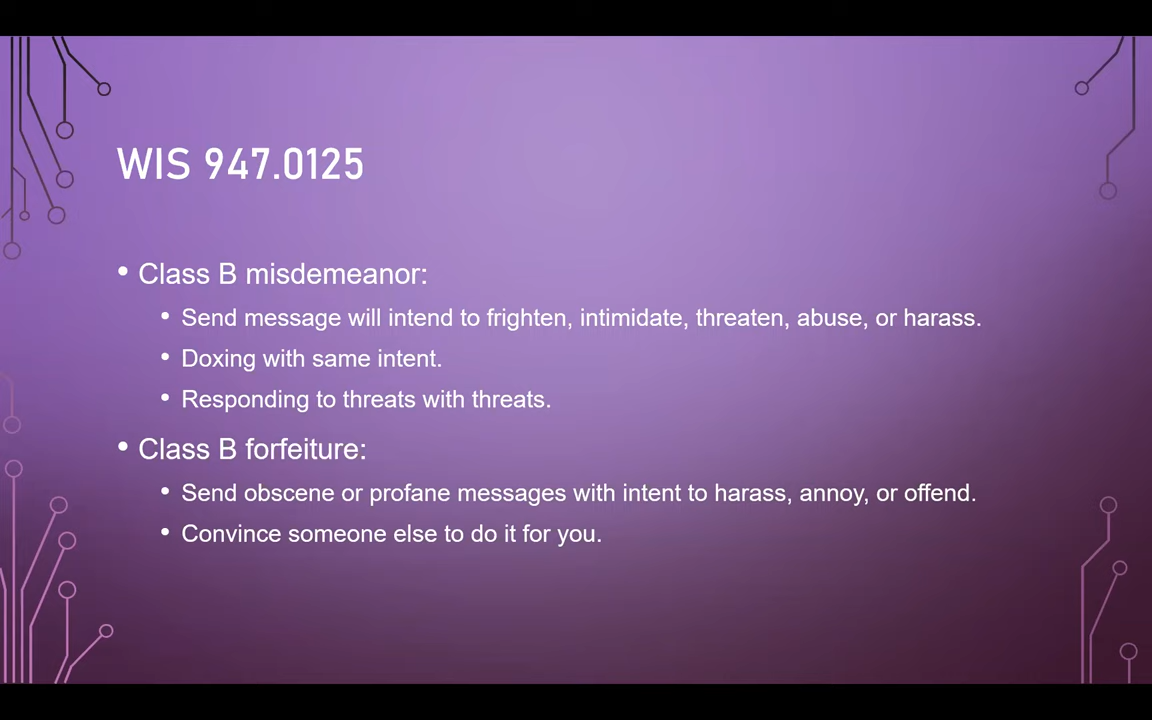 WIS 947.0125
• Class B misdemeanor:
• Send message will intend to frighten, intimidate, threaten, abuse, or harass.
• Doxing with same intent.
• Responding to threats with threats.
• Class B forfeiture:
• Send obscene or profane messages with intent to harass, annoy, or offend.
• Convince someone else to do it for you.